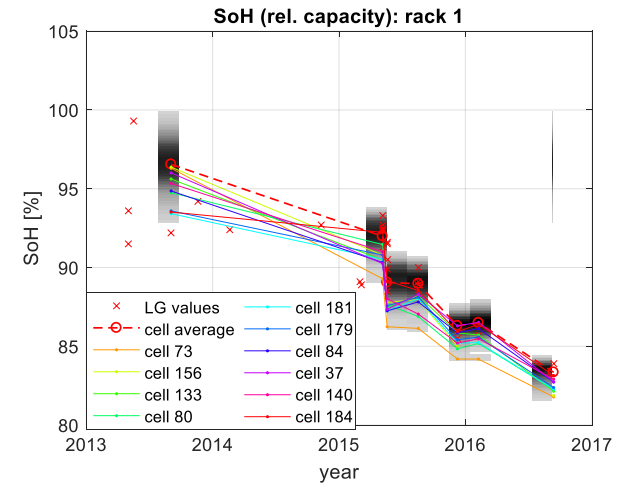 SoH (rel. capacity): rack 1
105
100
95
90
85
80
SoH [%]
LG values
cell average
cell 73
cell 156
cell 133
cell 80
cell 181
cell 179
cell 84
cell 37
cell 140
cell 184
2013
2014
2015
2016
2017
year